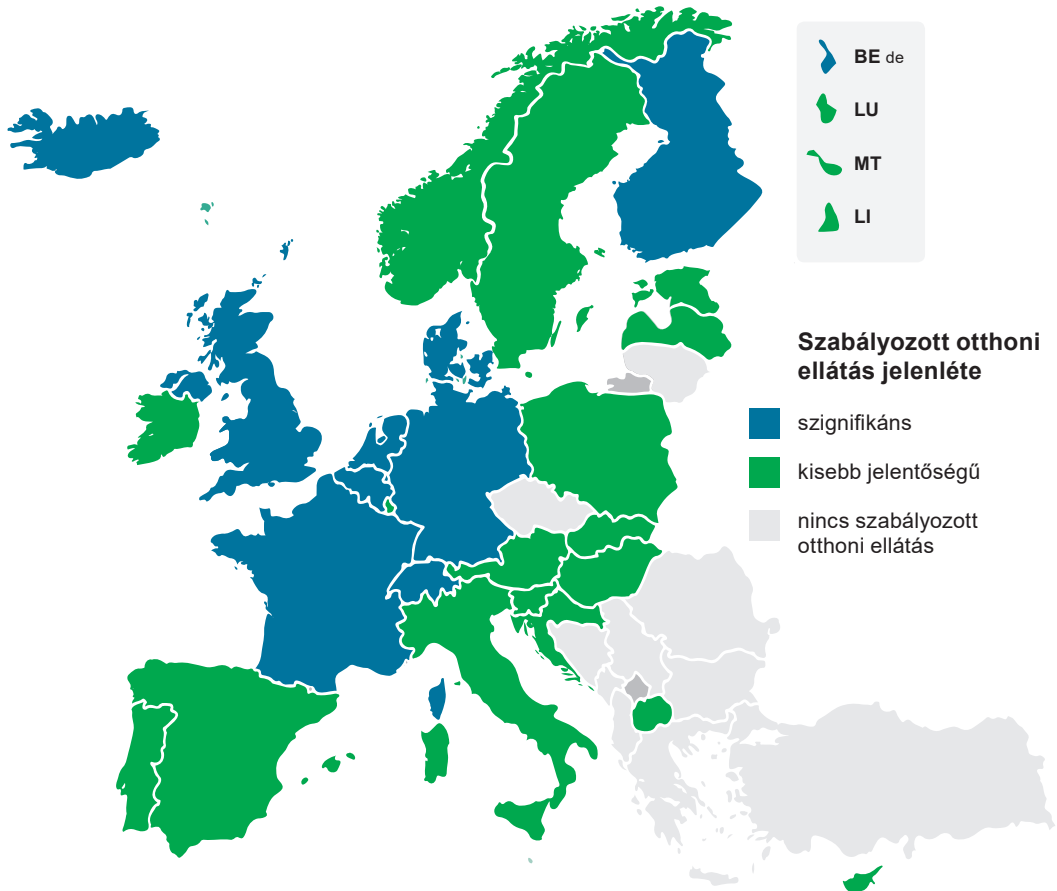 BE de
LU
MT
LI
Szabályozott otthoni
ellátás jelenléte
szignifikáns
kisebb jelentőségű
nincs szabályozott
otthoni ellátás